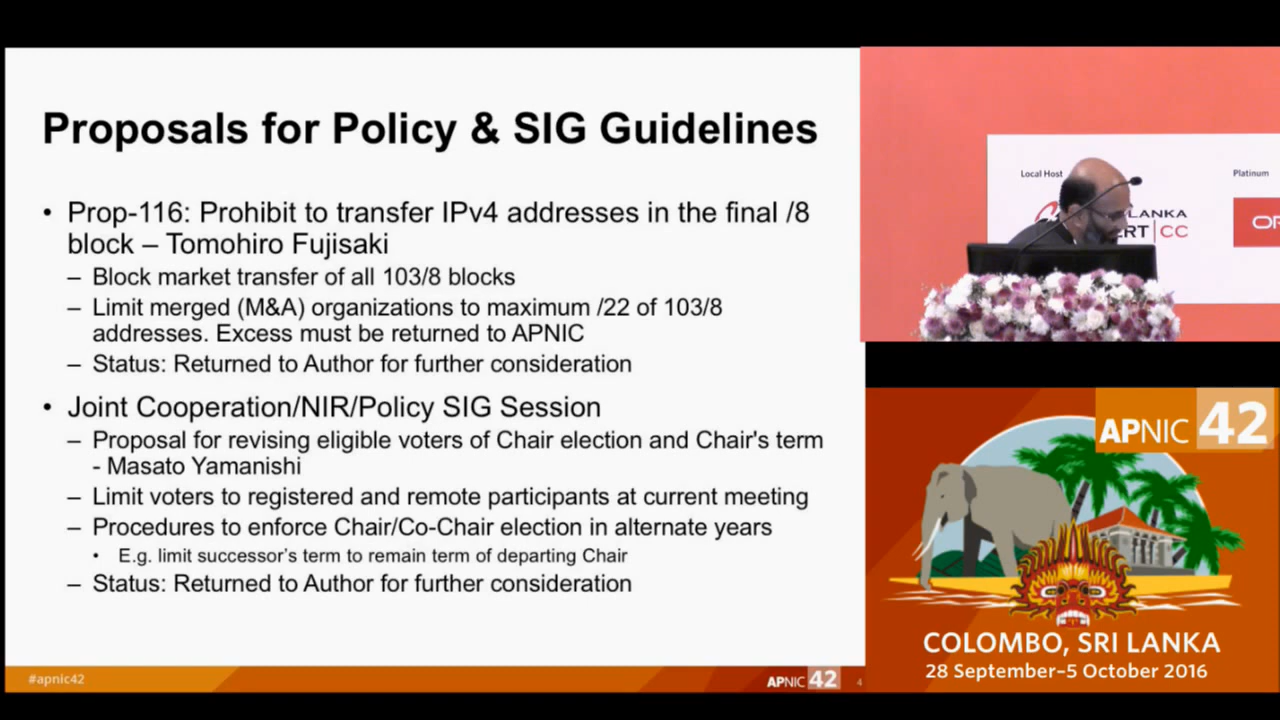 Proposals for Policy & SIG Guidelines
• Prop-116: Prohibit to transfer IPv4 addresses in the final /8
block – Tomohiro Fujisaki
– Block market transfer of all 103/8 blocks
– Limit merged (M&A) organizations to maximum /22 of 103/8
addresses. Excess must be returned to APNIC
– Status: Returned to Author for further consideration
• Joint Cooperation/NIR/Policy SIG Session
– Proposal for revising eligible voters of Chair election and Chair's term
- Masato Yamanishi
– Limit voters to registered and remote participants at current meeting
– Procedures to enforce Chair/Co-Chair election in alternate years
• E.g. limit successor's term to remain term of departing Chair
– Status: Returned to Author for further consideration
#apnic42
APNIC 42
4
Local Host
Platinum
LANKA
CC
APNIC 42
COLOMBO, SRI LANKA
28 September–5 October 2016